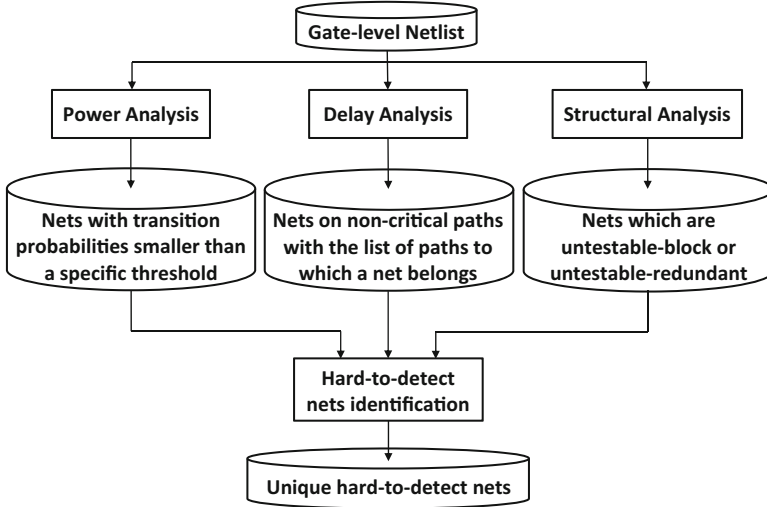 Gate-level Netlist
Power Analysis
Delay Analysis
Structural Analysis
Nets with transition
probabilities smaller than
a specific threshold
Nets on non-critical paths
with the list of paths to
which a net belongs
Nets which are
untestable-block or
untestable-redundant
Hard-to-detect
nets identification
Unique hard-to-detect nets